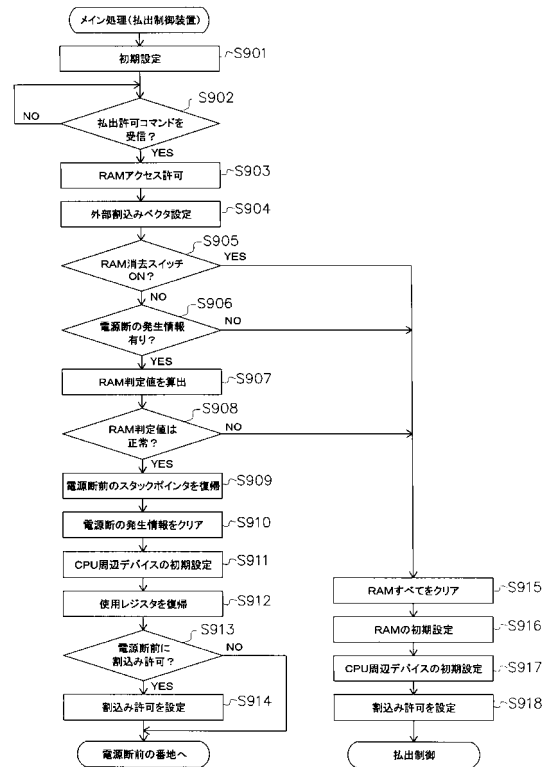 メイン処理(払出制御装置)
初期設定
S901
S902
払出許可コマンドを
受信?
NO
YES
RAMアクセス許可
S903
外部割込みベクタ設定
S904
S905
RAM消去スイッチ
ON?
YES
NO
S906
電源断の発生情報
有り?
NO
YES
RAM判定値を算出
S907
S908
RAM判定値は
正常?
NO
YES
電源断前のスタックポインタを復帰
S909
電源断の発生情報をクリア
S910
CPU周辺デバイスの初期設定
S911
使用レジスタを復帰
S912
S913
電源断前に
割込み許可?
NO
YES
割込み許可を設定
S914
電源断前の番地へ
RAMすべてをクリア
S915
RAMの初期設定
S916
CPU周辺デバイスの初期設定
S917
割込み許可を設定
S918
払出制御